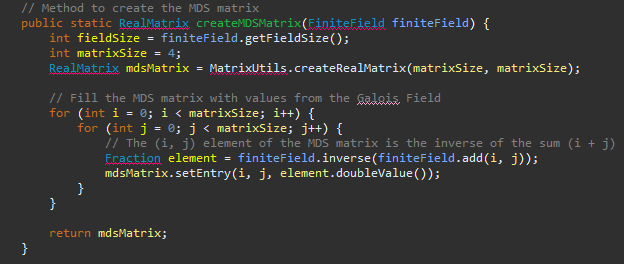 // Method to create the MDS matrix
public static RealMatrix createMDSMatrix(FiniteField finiteField) {
    int fieldSize = finiteField.getFieldSize();
    int matrixSize = 4;
    RealMatrix mdsMatrix = MatrixUtils.createRealMatrix(matrixSize, matrixSize);

    // Fill the MDS matrix with values from the Galois Field
    for (int i = 0; i < matrixSize; i++) {
        for (int j = 0; j < matrixSize; j++) {
            // The (i, j) element of the MDS matrix is the inverse of the sum (i + j)
            Fraction element = finiteField.inverse(finiteField.add(i, j));
            mdsMatrix.setEntry(i, j, element.doubleValue());
        }
    }

    return mdsMatrix;
}